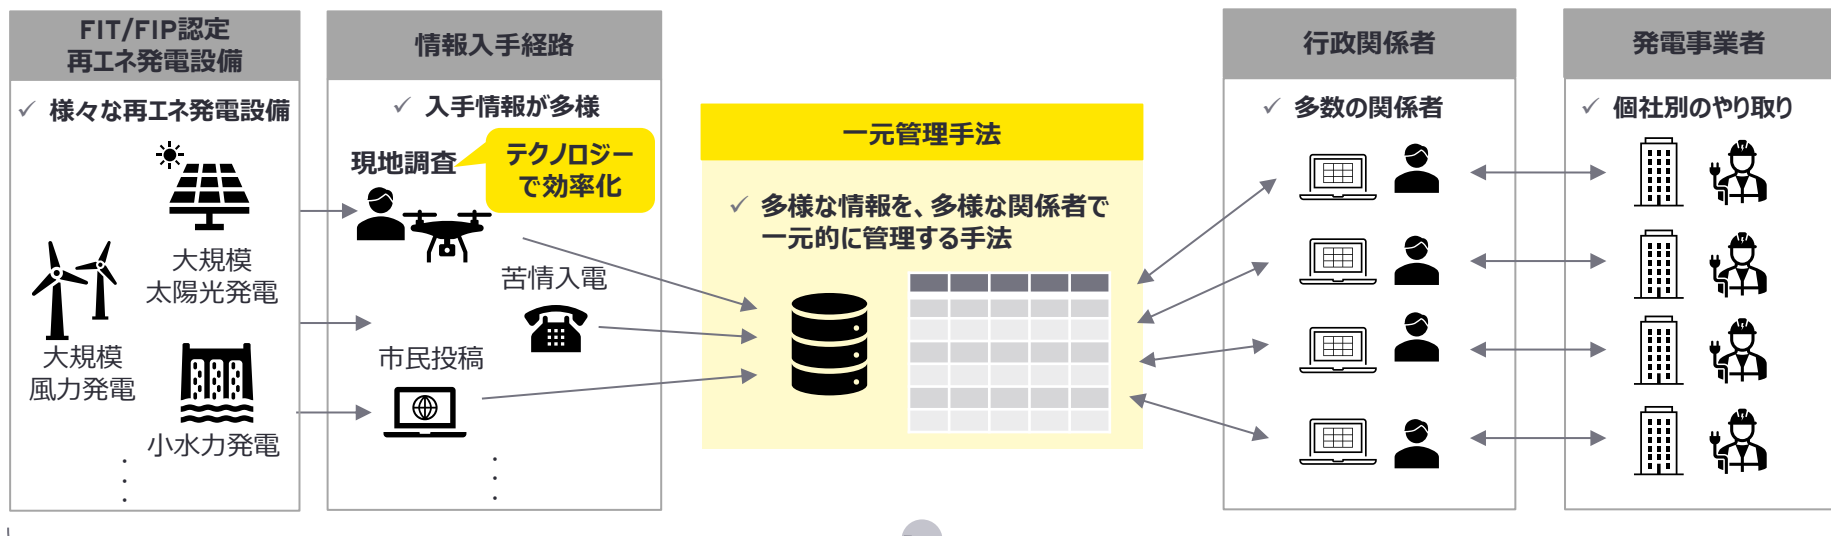 FIT/FIP認定
再エネ発電設備
✓ 様々な再エネ発電設備
大規模
太陽光発電
大規模
風力発電
小水力発電
情報入手経路
✓ 入手情報が多様
現地調査
テクノロジー
で効率化
苦情入電
市民投稿
一元管理手法
✓ 多様な情報を、多様な関係者で
一元的に管理する手法
行政関係者
✓ 多数の関係者
発電事業者
✓ 個社別のやり取り